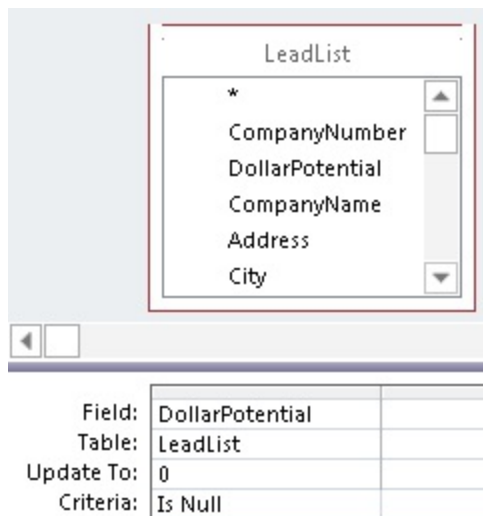 LeadList
*
CompanyNumber
DollarPotential
CompanyName
Address
City
Field: DollarPotential
Table: LeadList
Update To: 0
Criteria: Is Null